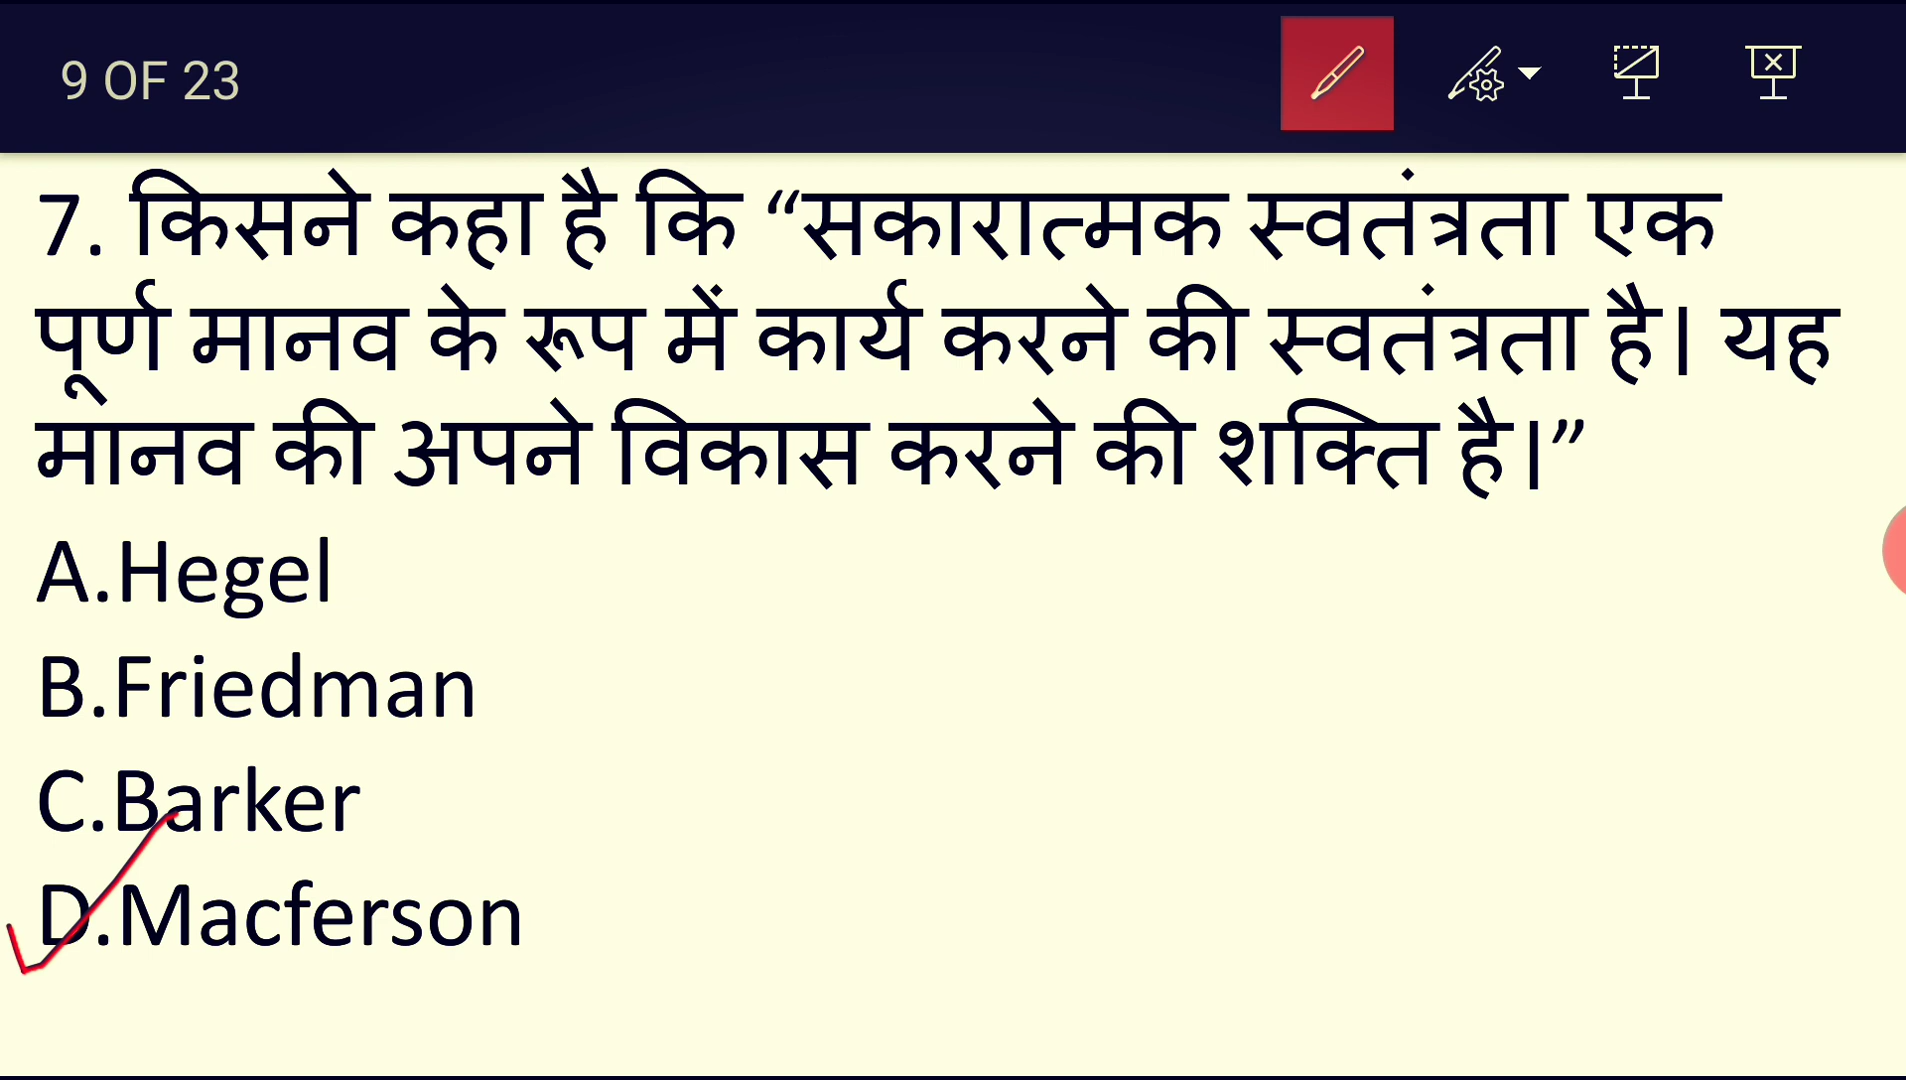 9 OF 23
7. किसने कहा है कि “सकारात्मक स्वतंत्रता एक
पूर्ण मानव के रूप में कार्य करने की स्वतंत्रता है। यह
मानव की अपने विकास करने की शक्ति है।”
A.Hegel
B.Friedman
C.Barker
D.Macferson